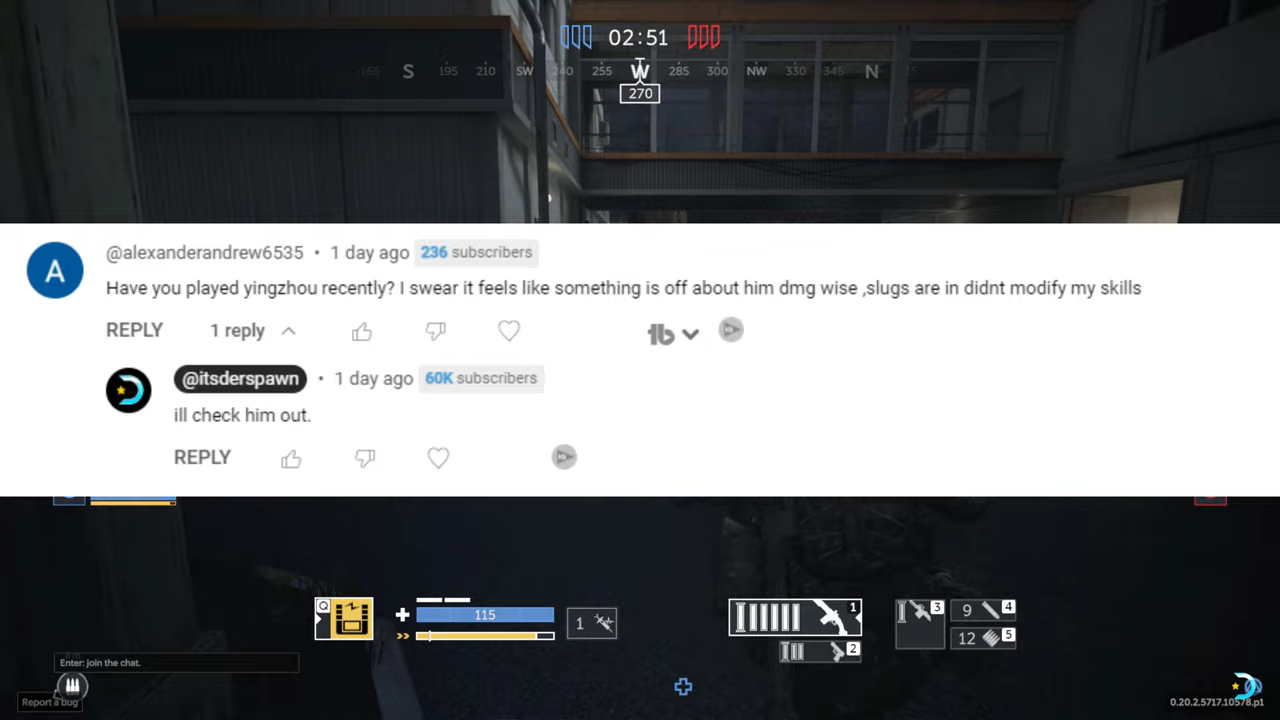 02:51
165 S 195 210 SW 240 255 W 285 300 NW 330 345 N
270
A
@alexanderandrew6535 • 1 day ago 236 subscribers
Have you played yingzhou recently? I swear it feels like something is off about him dmg wise ,slugs are in didnt modify my skills
REPLY 1 reply
@itsderspawn • 1 day ago 60K subscribers
ill check him out.
REPLY
Q
115
1
1
2
3
9 4
12 5
Enter: join the chat.
Report a bug
0.20.2.5717.10578.p1